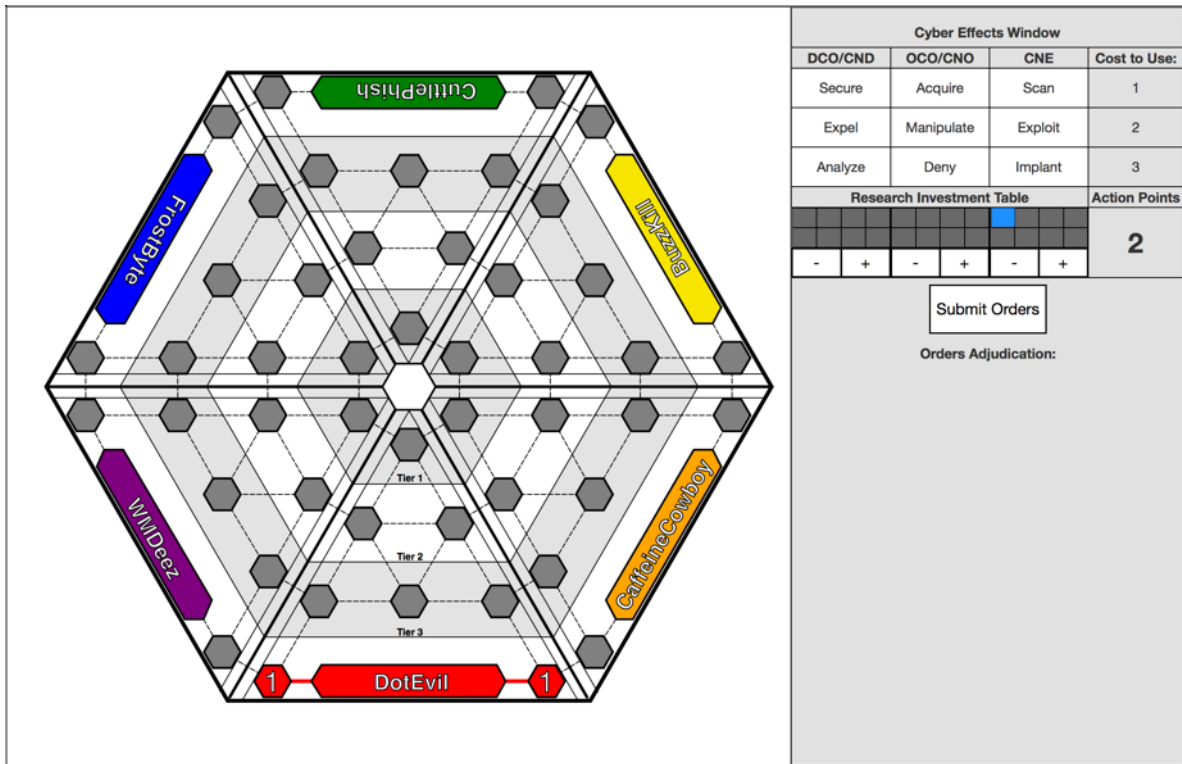 Cyber Effects Window
DCO/CND OCO/CNO CNE Cost to Use:
Secure Acquire Scan 1
Expel Manipulate Exploit 2
Analyze Deny Implant 3
Research Investment Table Action Points
- + - + - + 2
Submit Orders
Orders Adjudication:
CuttlePhish
FrostByte
BuzzKill
Tier 1
WMDeez
CaffeineCowboy
Tier 2
Tier 3
1 DotEvil 1